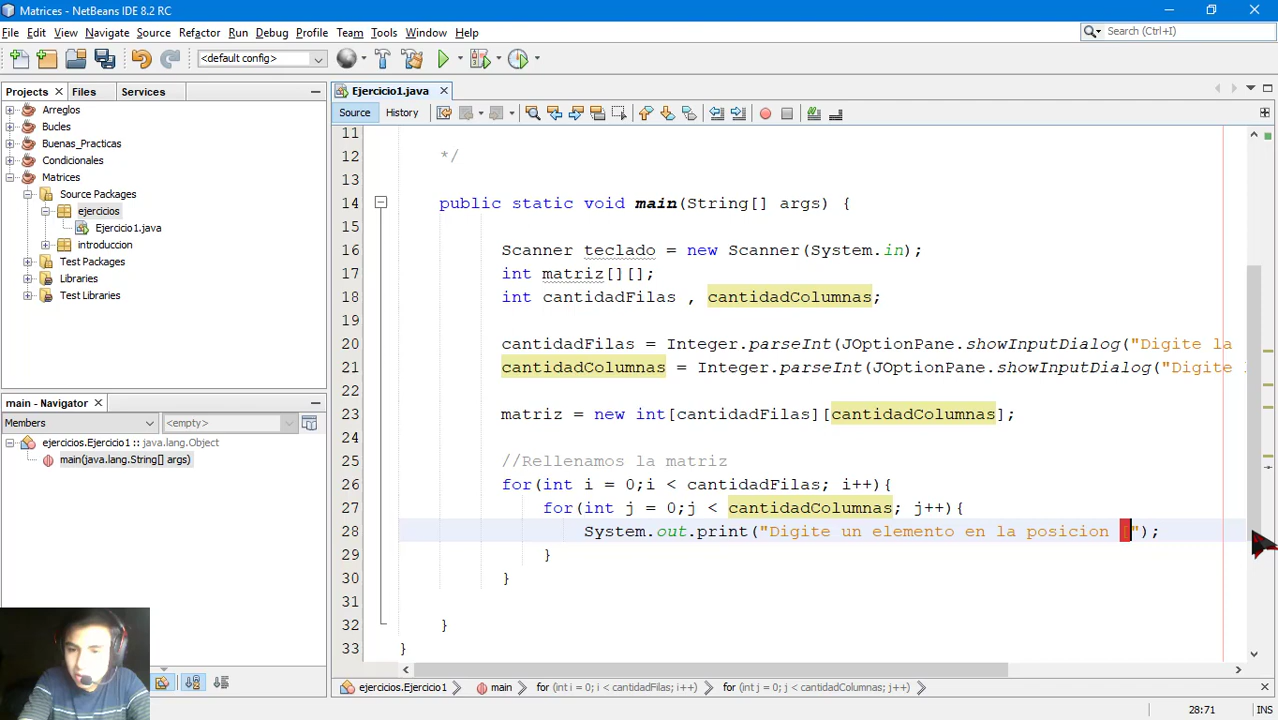 Matrices - NetBeans IDE 8.2 RC
File Edit View Navigate Source Refactor Run Debug Profile Team Tools Window Help
Search (Ctrl+I)
<default config>
Projects Files Services
Ejercicio1.java
Source History
Arreglos
Bucles
Buenas_Practicas
Condicionales
Matrices
Source Packages
ejercicios
Ejercicio1.java
introduccion
Test Packages
Libraries
Test Libraries
main - Navigator
Members <empty>
ejercicios.Ejercicio1 :: java.lang.Object
main(java.lang.String[] args)
11
12 */
13
14 public static void main(String[] args) {
15
16 Scanner teclado = new Scanner(System.in);
17 int matriz[][];
18 int cantidadFilas , cantidadColumnas;
19
20 cantidadFilas = Integer.parseInt(JOptionPane.showInputDialog("Digite la
21 cantidadColumnas = Integer.parseInt(JOptionPane.showInputDialog("Digite
22
23 matriz = new int[cantidadFilas][cantidadColumnas];
24
25 //Rellenamos la matriz
26 for(int i = 0;i < cantidadFilas; i++){
27 for(int j = 0;j < cantidadColumnas; j++){
28 System.out.print("Digite un elemento en la posicion [");
29 }
30 }
31
32 }
33 }
ejercicios.Ejercicio1 main for (int i = 0; i < cantidadFilas; i++) for (int j = 0; j < cantidadColumnas; j++)
28:71 INS